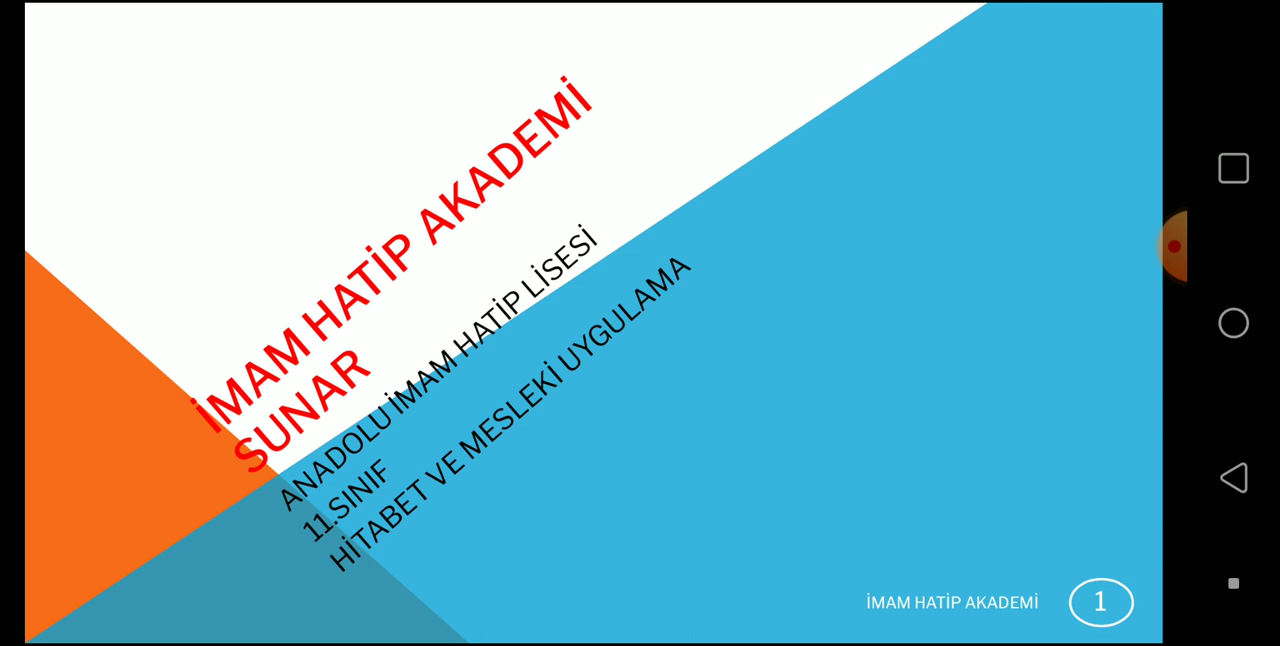 İMAM HATİP AKADEMİ
SUNAR
ANADOLU İMAM HATİP LİSESİ
11.SINIF
HİTABET VE MESLEKİ UYGULAMA
İMAM HATİP AKADEMİ
1